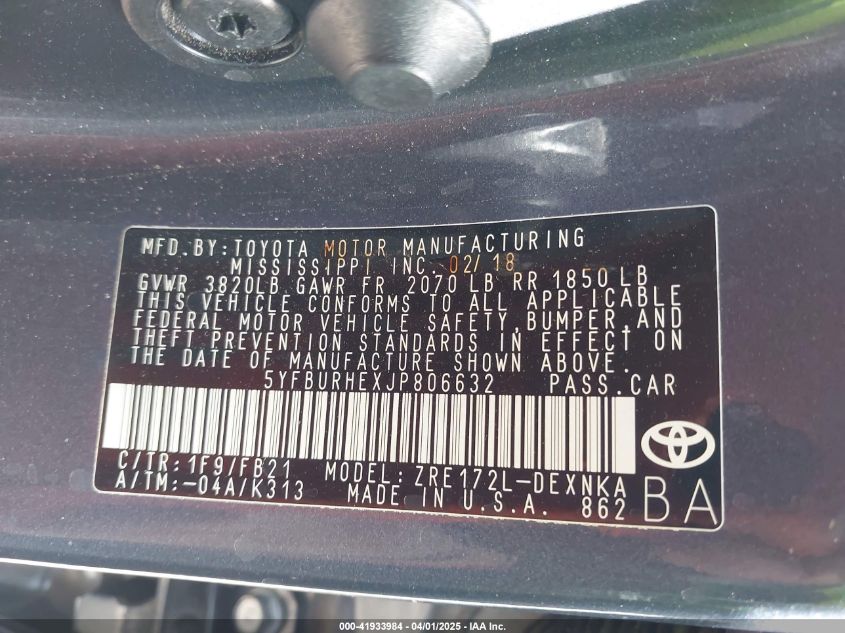 MFD. BY: TOYOTA MOTOR MANUFACTURING
MISSISSIPPI INC. 02/18
GVWR 3820LB GAWR FR 2070 LB RR 1850 LB
THIS VEHICLE CONFORMS TO ALL APPLICABLE
FEDERAL MOTOR VEHICLE SAFETY, BUMPER, AND
THEFT PREVENTION STANDARDS IN EFFECT ON
THE DATE OF MANUFACTURE SHOWN ABOVE.
5YFBURHEXJP806632 PASS. CAR
C/TR: 1F9/FB21 MODEL: ZRE172L-DEXNKA
A/TM: -04A/K313 MADE IN U.S.A. 862
BA
000-41933984 / 04/01/2025 - IAA Inc.